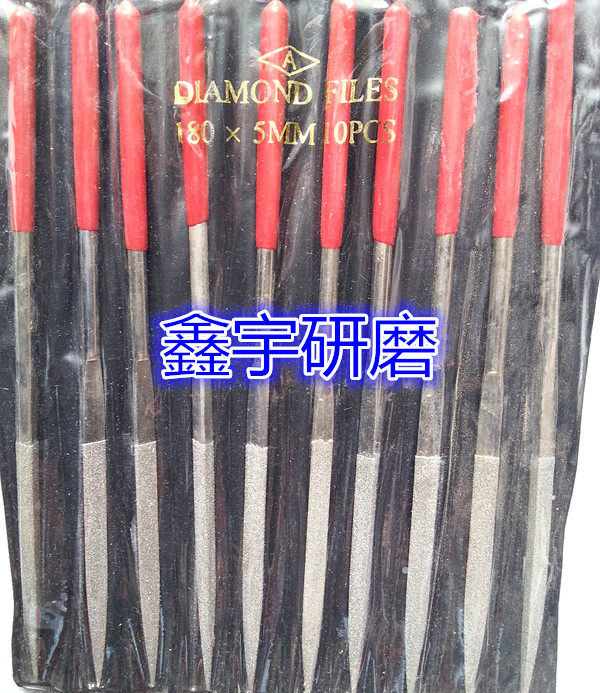 A
DIAMOND FILES
180 × 5MM 10PCS
鑫宇研磨